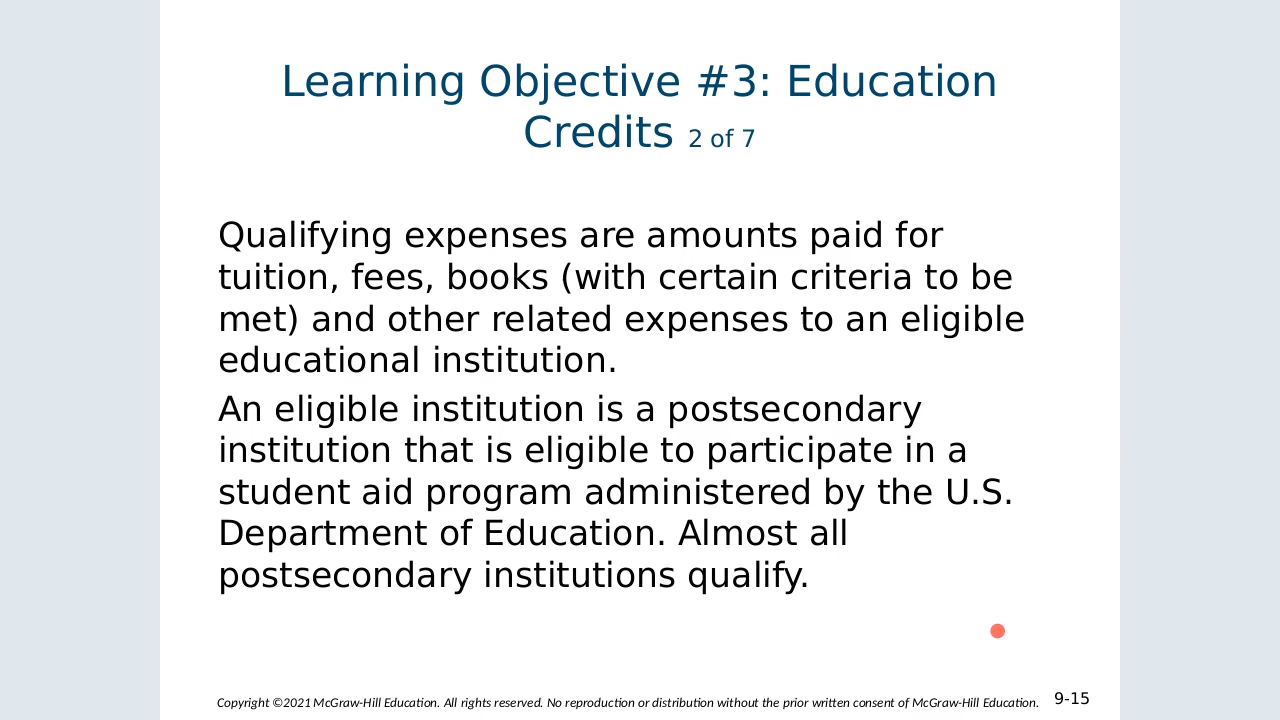 Learning Objective #3: Education
Credits 2 of 7
Qualifying expenses are amounts paid for
tuition, fees, books (with certain criteria to be
met) and other related expenses to an eligible
educational institution.
An eligible institution is a postsecondary
institution that is eligible to participate in a
student aid program administered by the U.S.
Department of Education. Almost all
postsecondary institutions qualify.
Copyright ©2021 McGraw-Hill Education. All rights reserved. No reproduction or distribution without the prior written consent of McGraw-Hill Education.
9-15